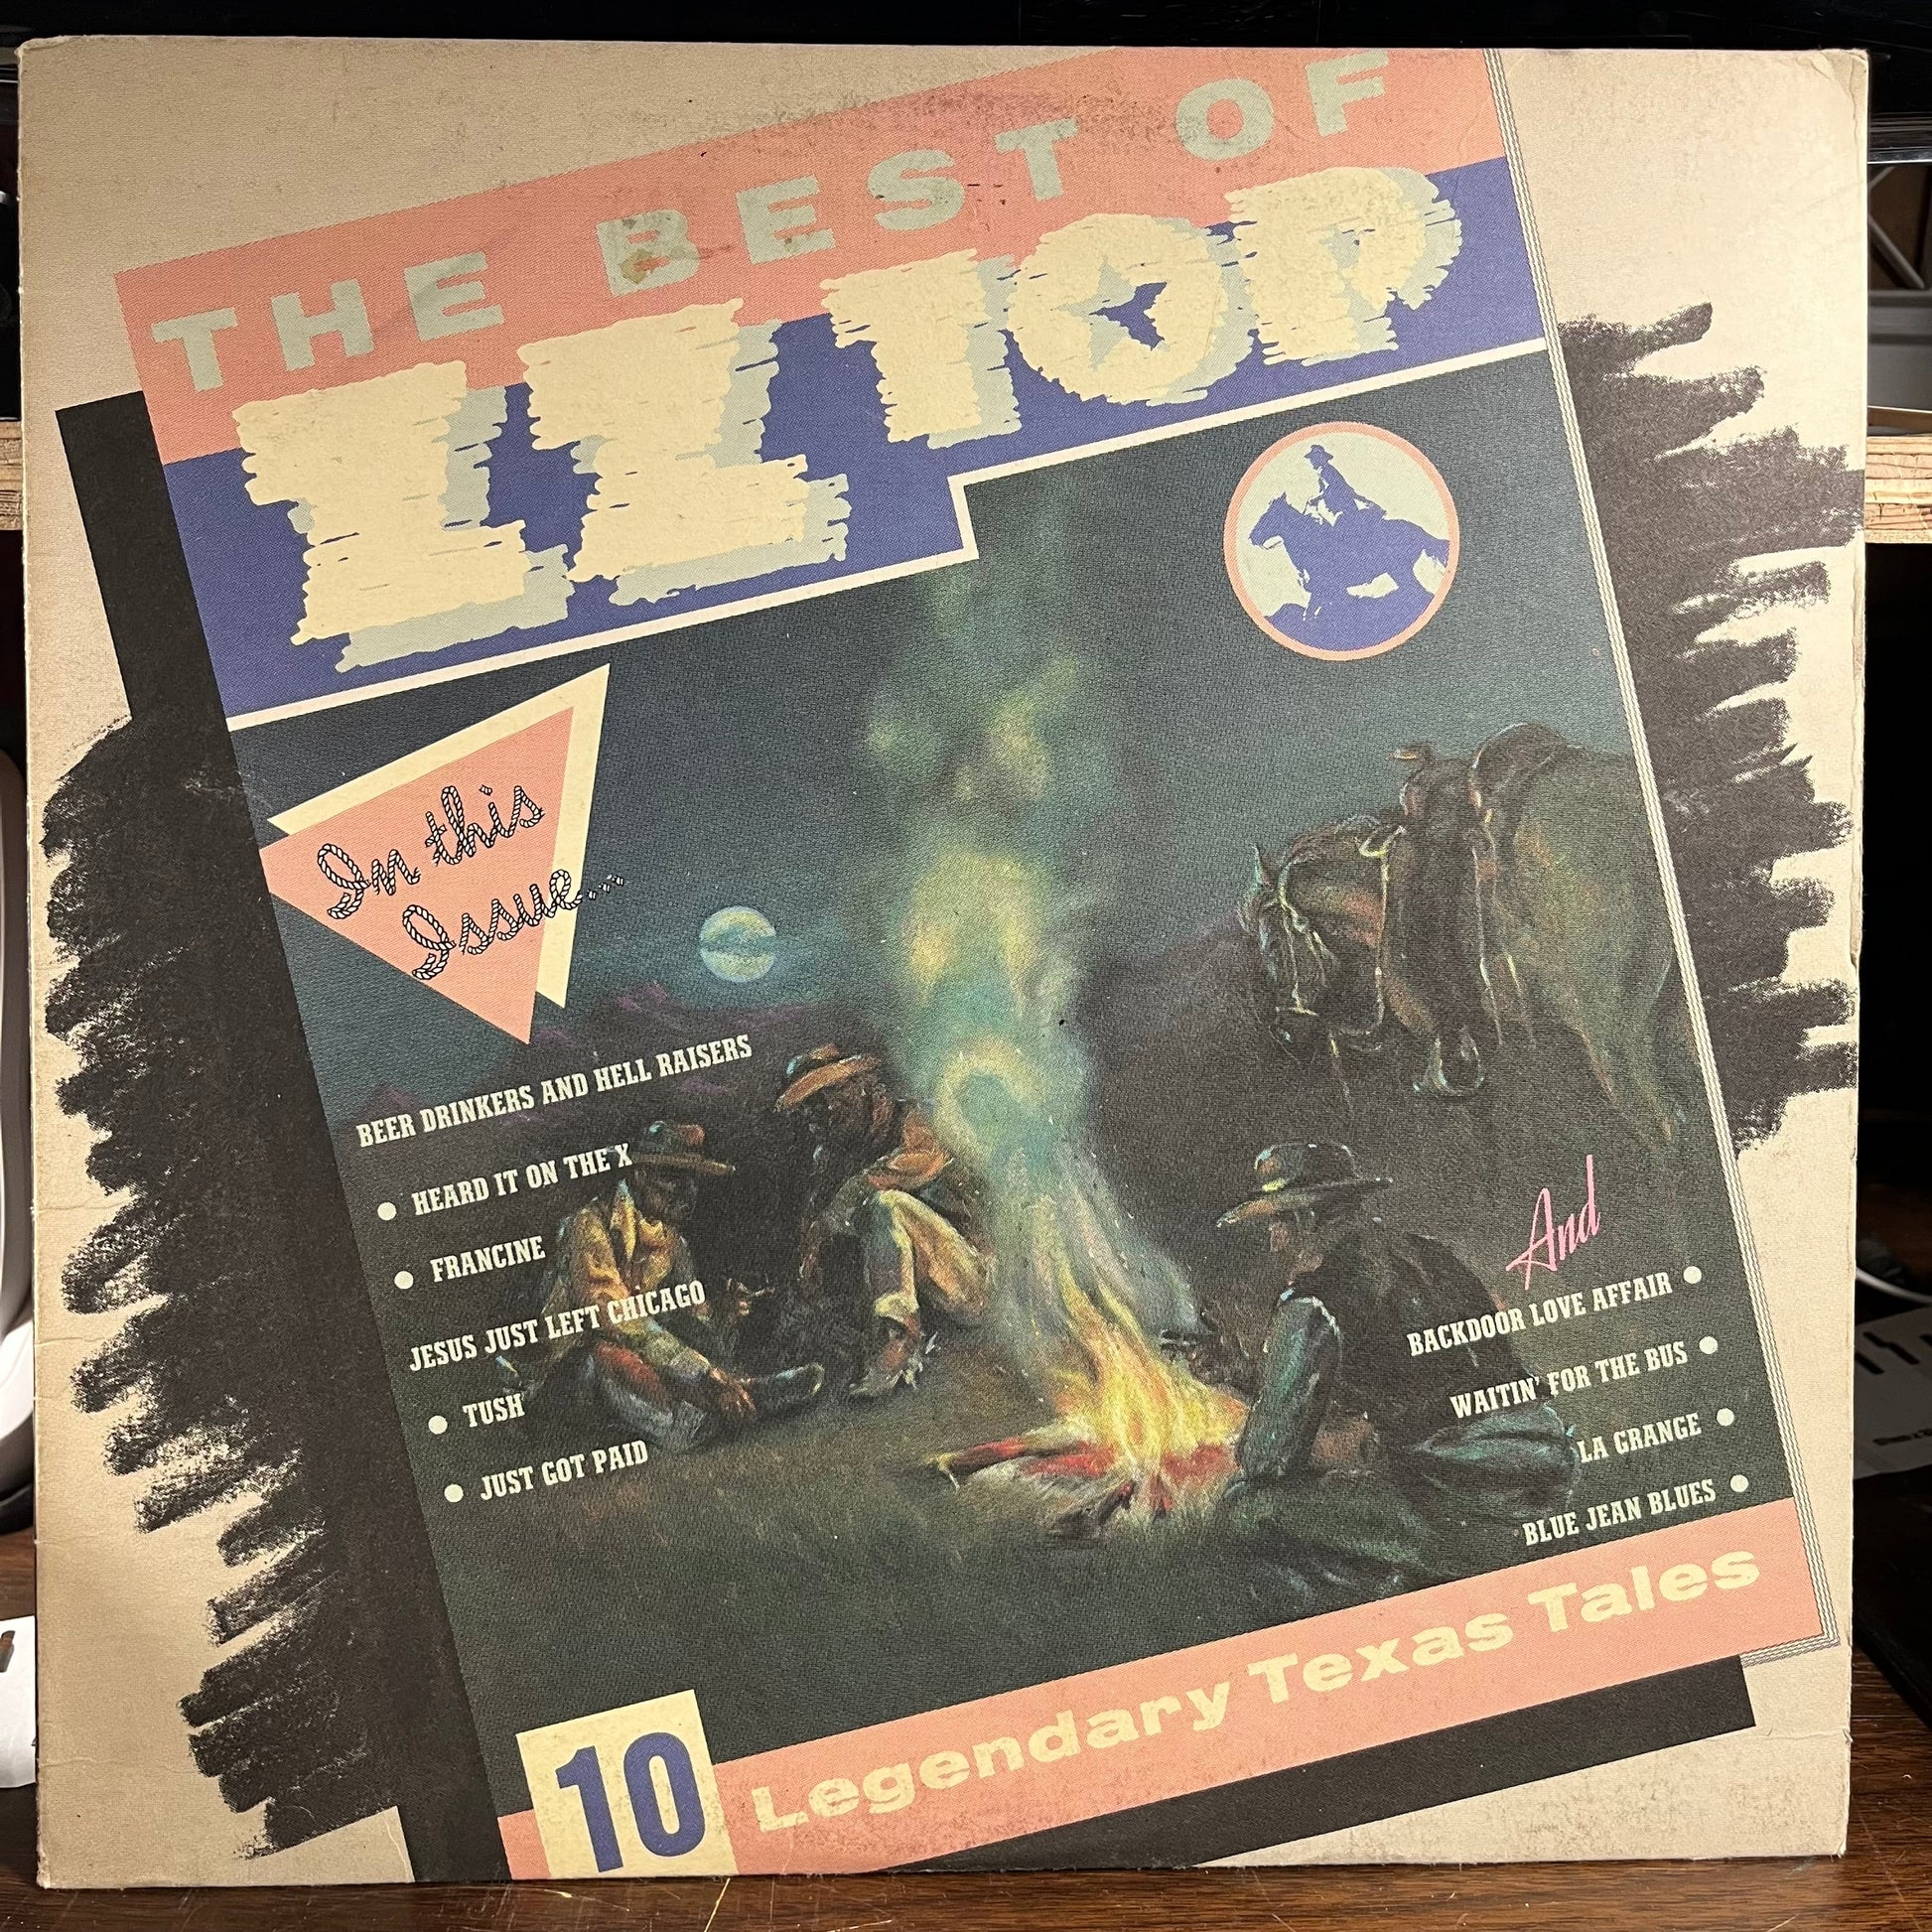 THE BEST OF
ZZ TOP
In this
Issue...
BEER DRINKERS AND HELL RAISERS
• HEARD IT ON THE X
• FRANCINE
JESUS JUST LEFT CHICAGO
• TUSH
• JUST GOT PAID
And
BACKDOOR LOVE AFFAIR •
WAITIN' FOR THE BUS •
LA GRANGE •
BLUE JEAN BLUES •
10 Legendary Texas Tales